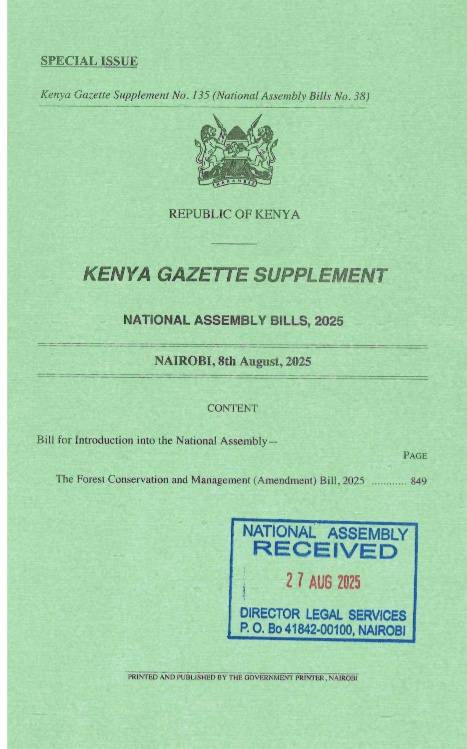 SPECIAL ISSUE
Kenya Gazette Supplement No. 135 (National Assembly Bills No. 38)
REPUBLIC OF KENYA
KENYA GAZETTE SUPPLEMENT
NATIONAL ASSEMBLY BILLS, 2025
NAIROBI, 8th August, 2025
CONTENT
Bill for Introduction into the National Assembly—
PAGE
The Forest Conservation and Management (Amendment) Bill, 2025 ............ 849
NATIONAL ASSEMBLY
RECEIVED
27 AUG 2025
DIRECTOR LEGAL SERVICES
P. O. Bo 41842-00100, NAIROBI
PRINTED AND PUBLISHED BY THE GOVERNMENT PRINTER, NAIROBI